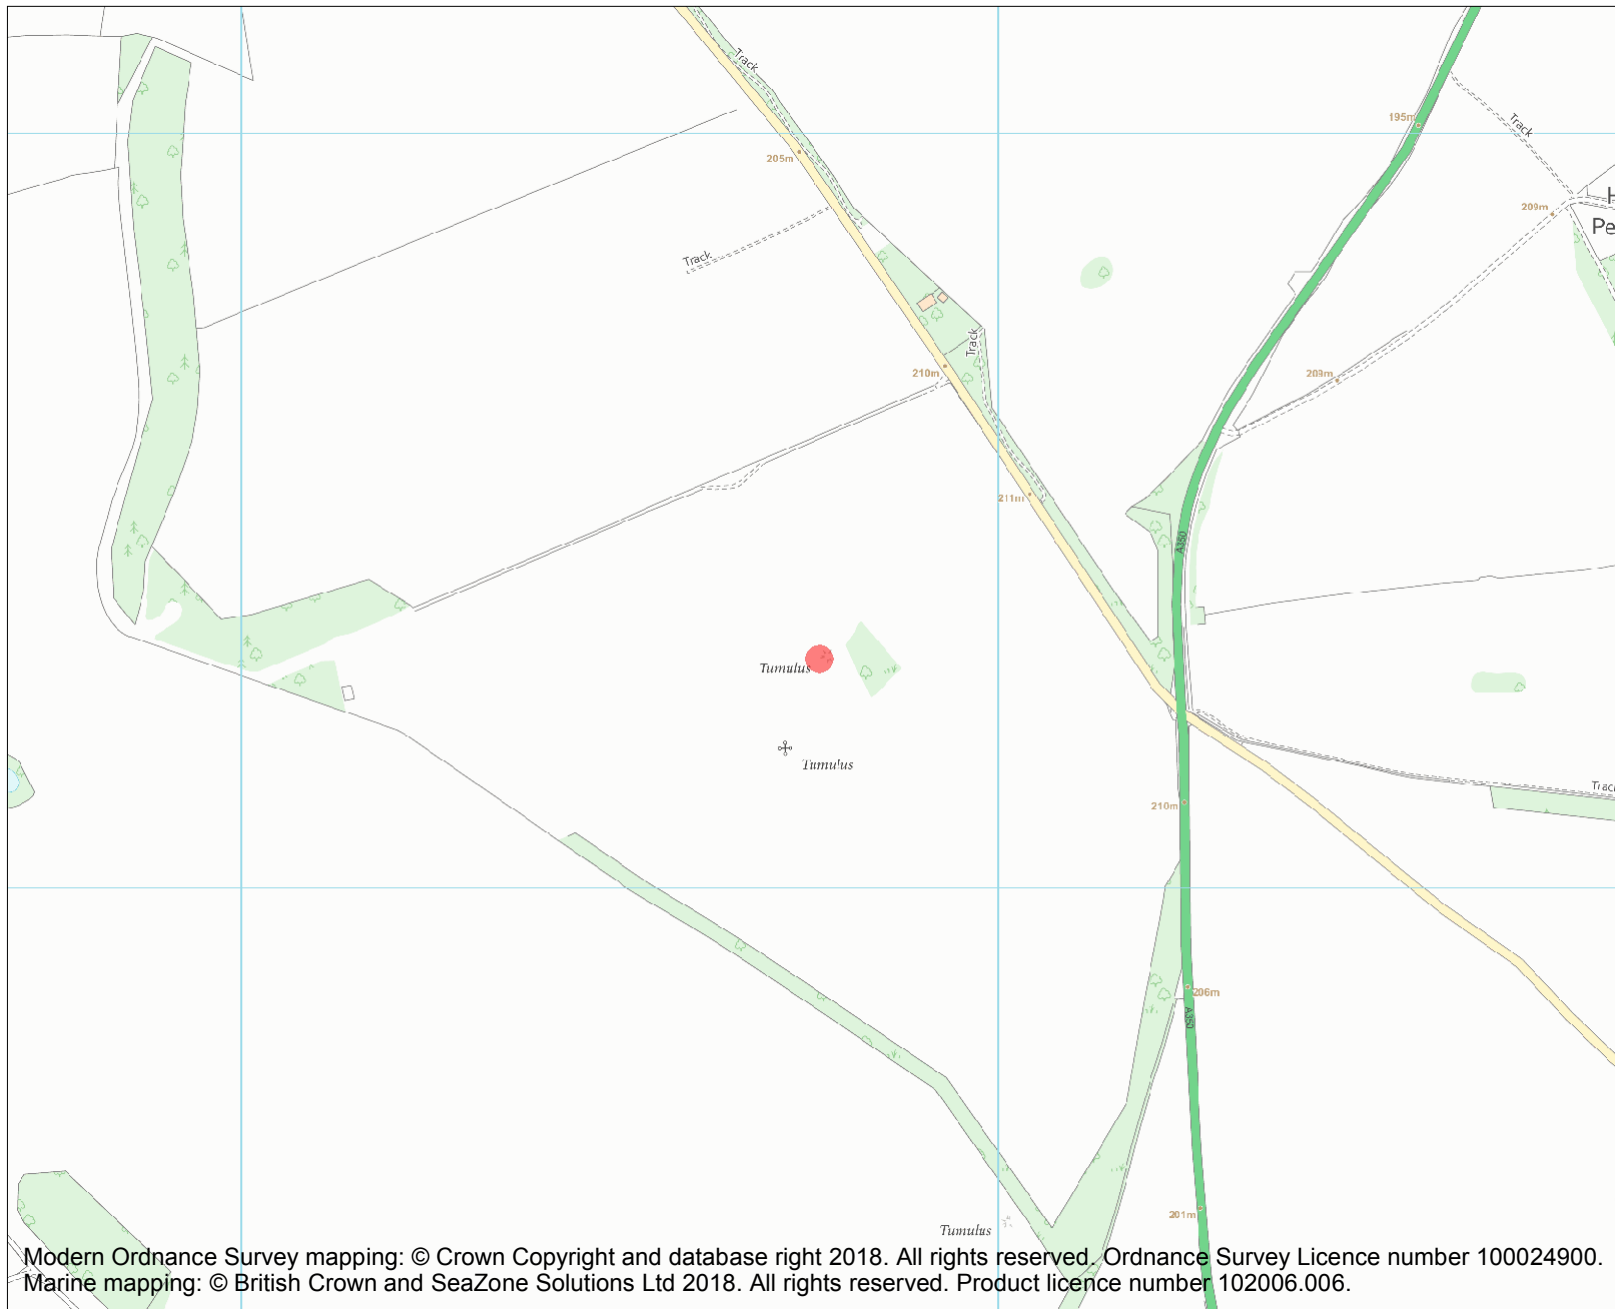 Track
195m
Track
205m
H
209m
Pe
Track
Track
210m
209m
211m
A350
Tumulus
Tumulus
210m
Trac
206m
A350
201m
Tumulus
Modern Ordnance Survey mapping: © Crown Copyright and database right 2018. All rights reserved. Ordnance Survey Licence number 100024900.
Marine mapping: © British Crown and SeaZone Solutions Ltd 2018. All rights reserved. Product licence number 102006.006.